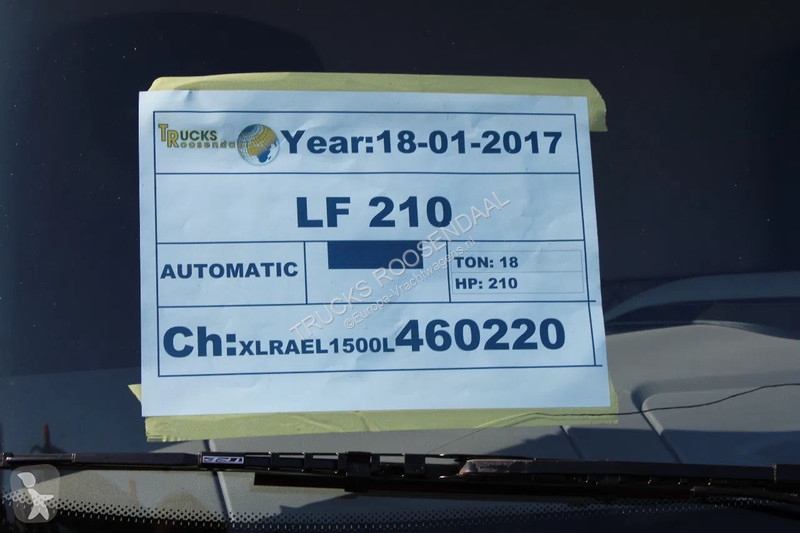 TRUCKS
Roosendaal
Year:18-01-2017
LF 210
AUTOMATIC
TON: 18
HP: 210
Ch:XLRAEL1500L460220
TRUCKS ROOSENDAAL
©Europa-Vrachtwagens.nl